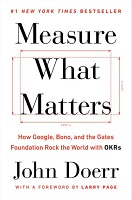 #1 NEW YORK TIMES BESTSELLER
Measure
What
Matters
How Google, Bono, and the Gates
Foundation Rock the World with OKRs
John Doerr
WITH A FOREWORD BY LARRY PAGE